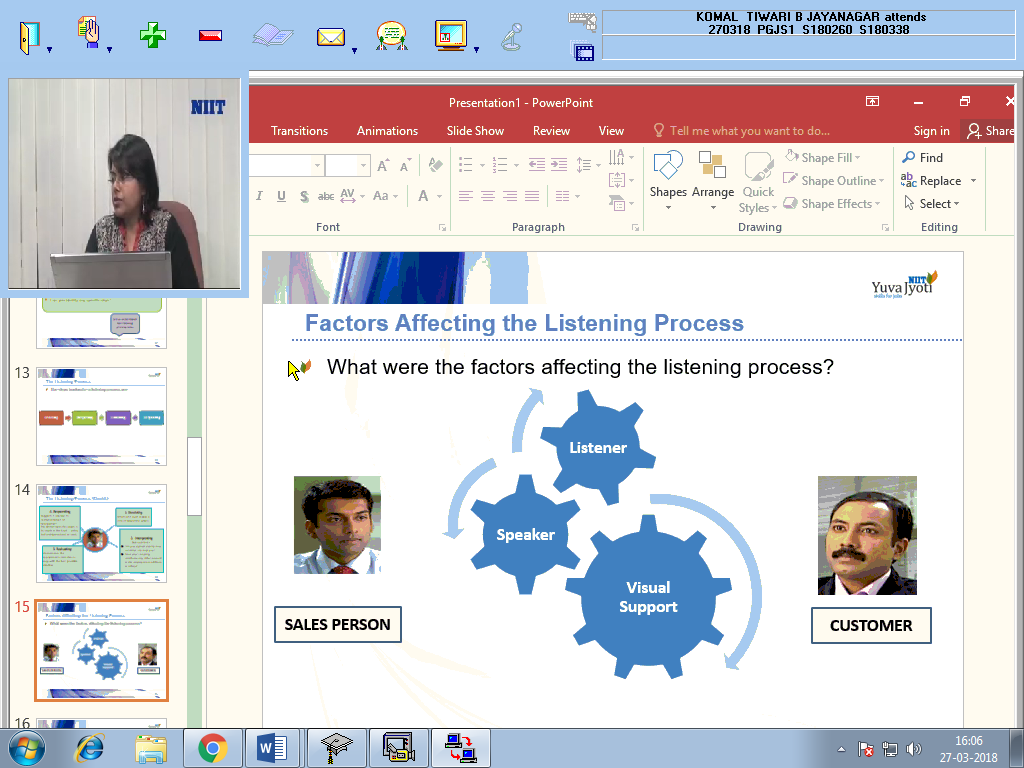 KOMAL TIWARI B JAYANAGAR attends
270318 PGJS1 S180260 S180338
NIIT
Presentation1 - PowerPoint
Transitions Animations Slide Show Review View Tell me what you want to do... Sign in Share
Shapes Arrange Quick Styles
Shape Fill
Shape Outline
Shape Effects
Find
Replace
Select
Font Paragraph Drawing Editing
NIIT
Yuva Jyoti
skills for jobs
Factors Affecting the Listening Process
What were the factors affecting the listening process?
Listener
Speaker
Visual
Support
SALES PERSON
CUSTOMER
13
14
15
16
16:06
27-03-2018